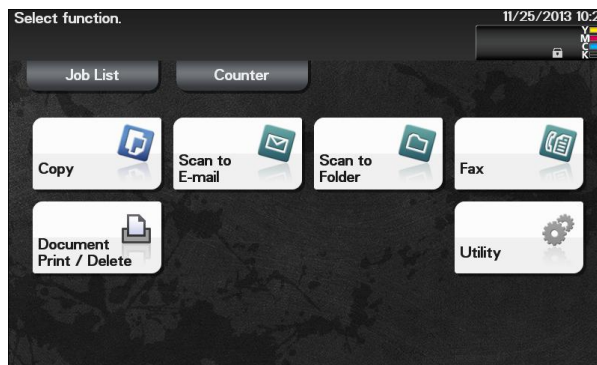 Select function.
11/25/2013 10:2
Y
M
C
K
Job List
Counter
Copy
Scan to
E-mail
Scan to
Folder
Fax
Document
Print / Delete
Utility